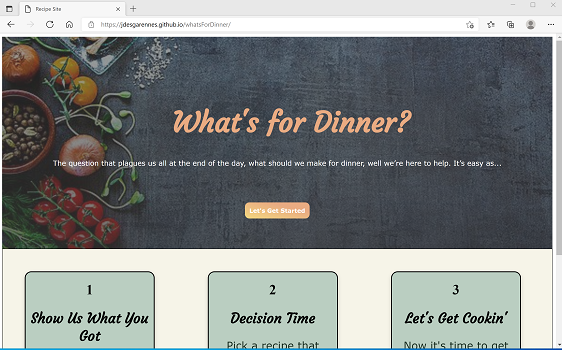 Recipe Site
https://jdesgarennes.github.io/whatsForDinner/
What's for Dinner?
The question that plagues us all at the end of the day, what should we make for dinner, well we're here to help. It's easy as...
Let's Get Started
1
Show Us What You
Got
2
Decision Time
Pick a recipe that
3
Let's Get Cookin'
Now it's time to get